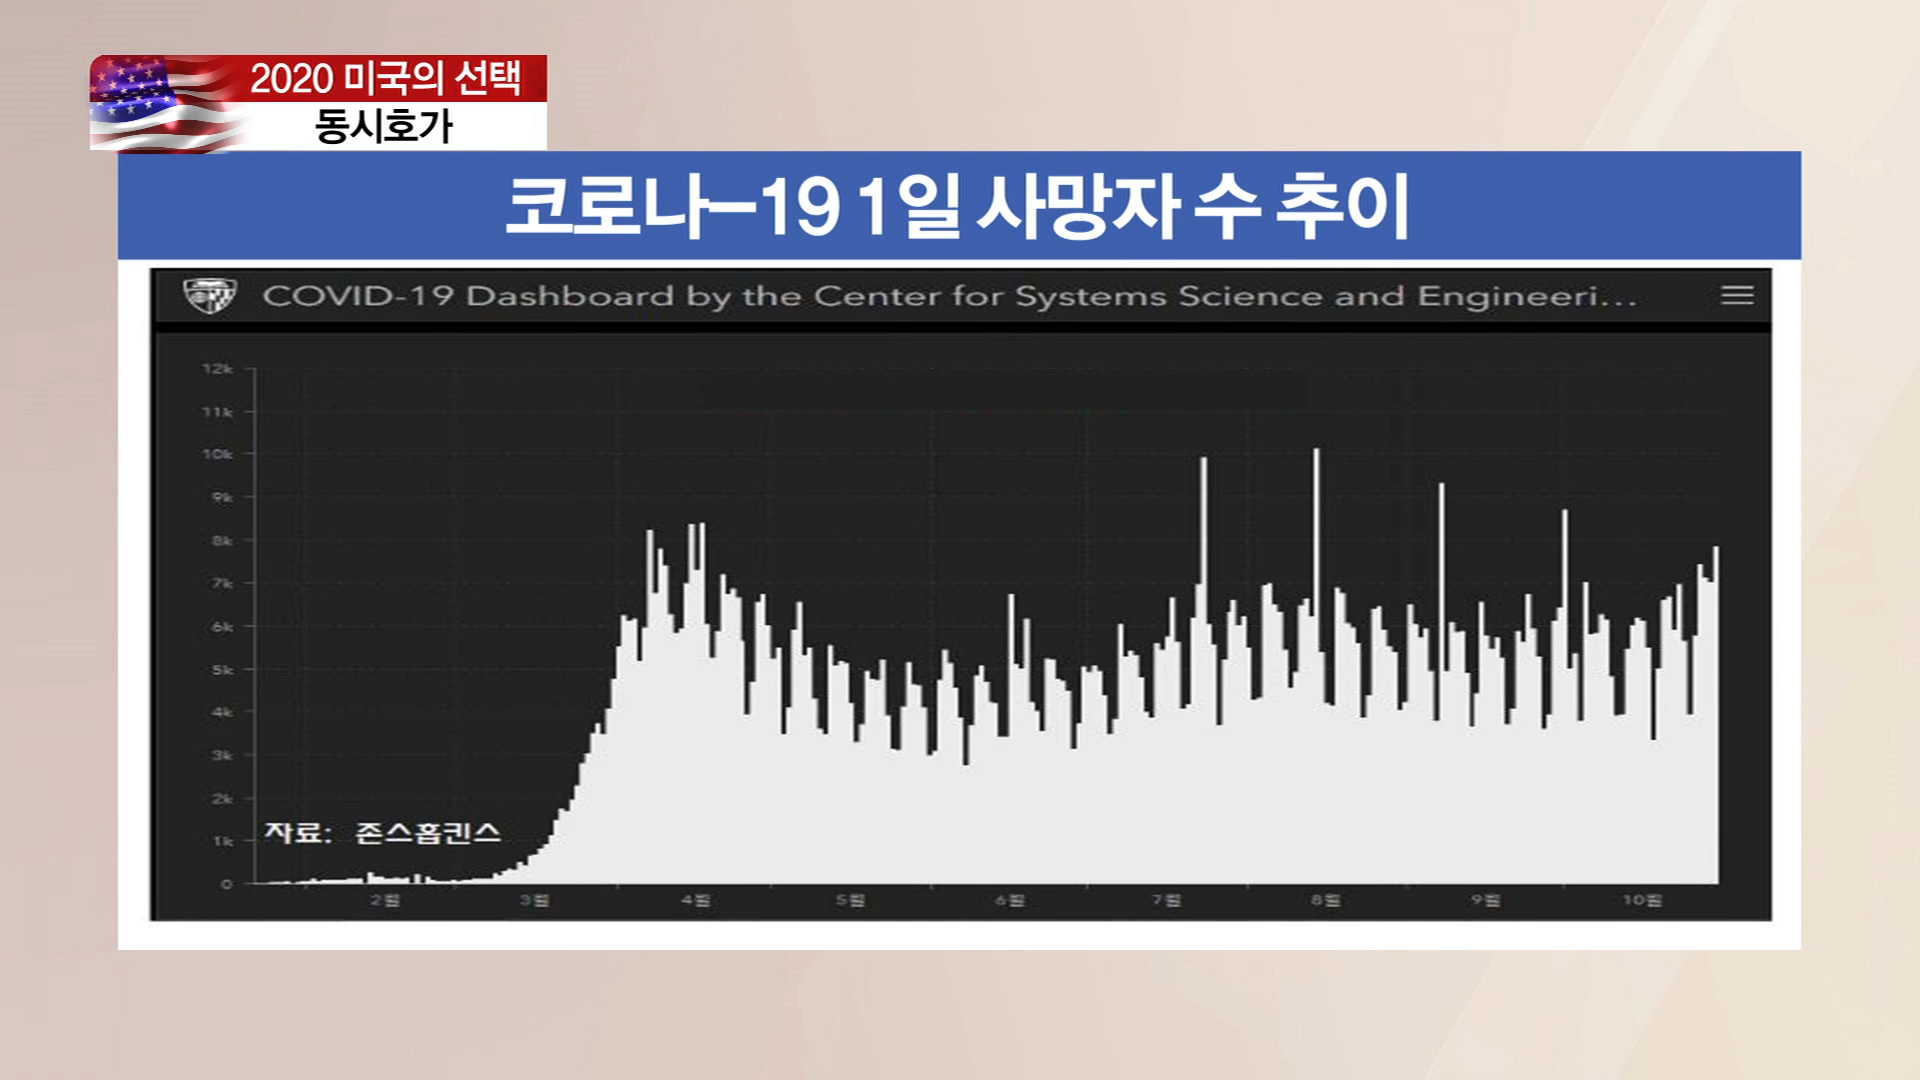 2020 미국의 선택
동시호가
코로나-19 1일 사망자 수 추이
COVID-19 Dashboard by the Center for Systems Science and Engineeri...
12k
11k
10k
9k
8k
7k
6k
5k
4k
3k
2k
1k
0
자료: 존스홉킨스
2월 3월 4월 5월 6월 7월 8월 9월 10월